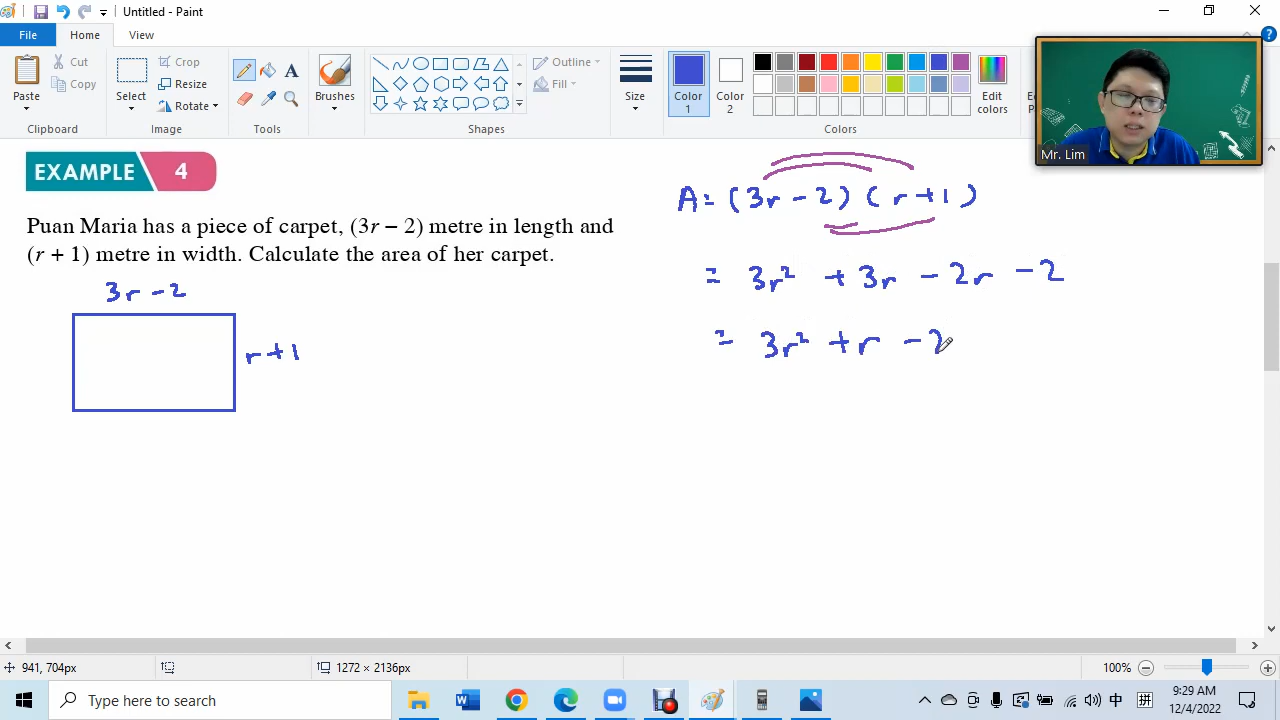 Untitled - Paint
File Home View
Paste
Cut
Copy
Clipboard
Select
Crop
Resize
Rotate
Image
A
Tools
Brushes
Outline
Fill
Shapes
Size
Color 1
Color 2
Edit colors
Colors
Mr. Lim
EXAMPLE 4
Puan Maria has a piece of carpet, (3r − 2) metre in length and
(r + 1) metre in width. Calculate the area of her carpet.
3r − 2
r + 1
A = (3r − 2) (r + 1)
= 3r² + 3r − 2r − 2
= 3r² + r − 2
941, 704px
1272 × 2136px
100%
Type here to search
中
拼
9:29 AM
12/4/2022